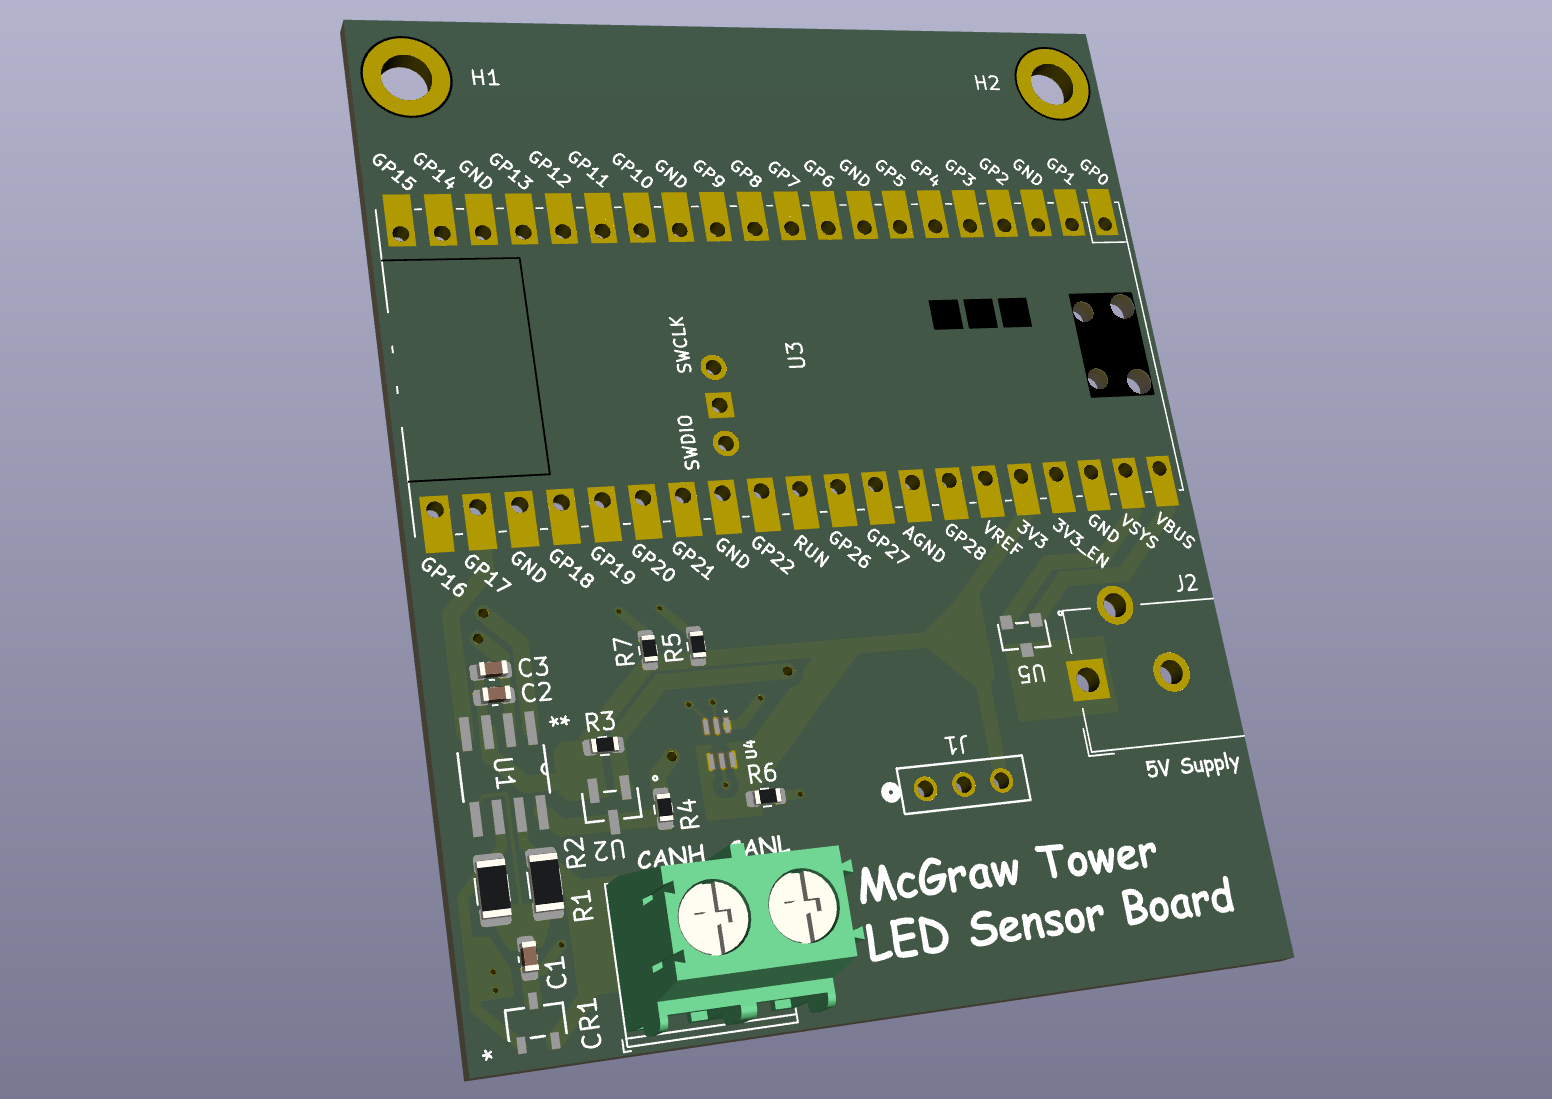 H1
H2
GP15 GP14 GND GP13 GP12 GP11 GP10 GND GP9 GP8 GP7 GP6 GND GP5 GP4 GP3 GP2 GND GP1 GP0
SWCLK
U3
SWDIO
GP16 GP17 GND GP18 GP19 GP20 GP21 GND GP22 RUN GP26 GP27 AGND GP28 VREF 3V3 3V3_EN GND VSYS VBUS
J2
R7
R5
C3
U5
C2
**
R3
U4
J1
U1
R6
5V Supply
R4
R2
U2
CANH
CANL
McGraw Tower
R1
LED Sensor Board
C1
CR1
*